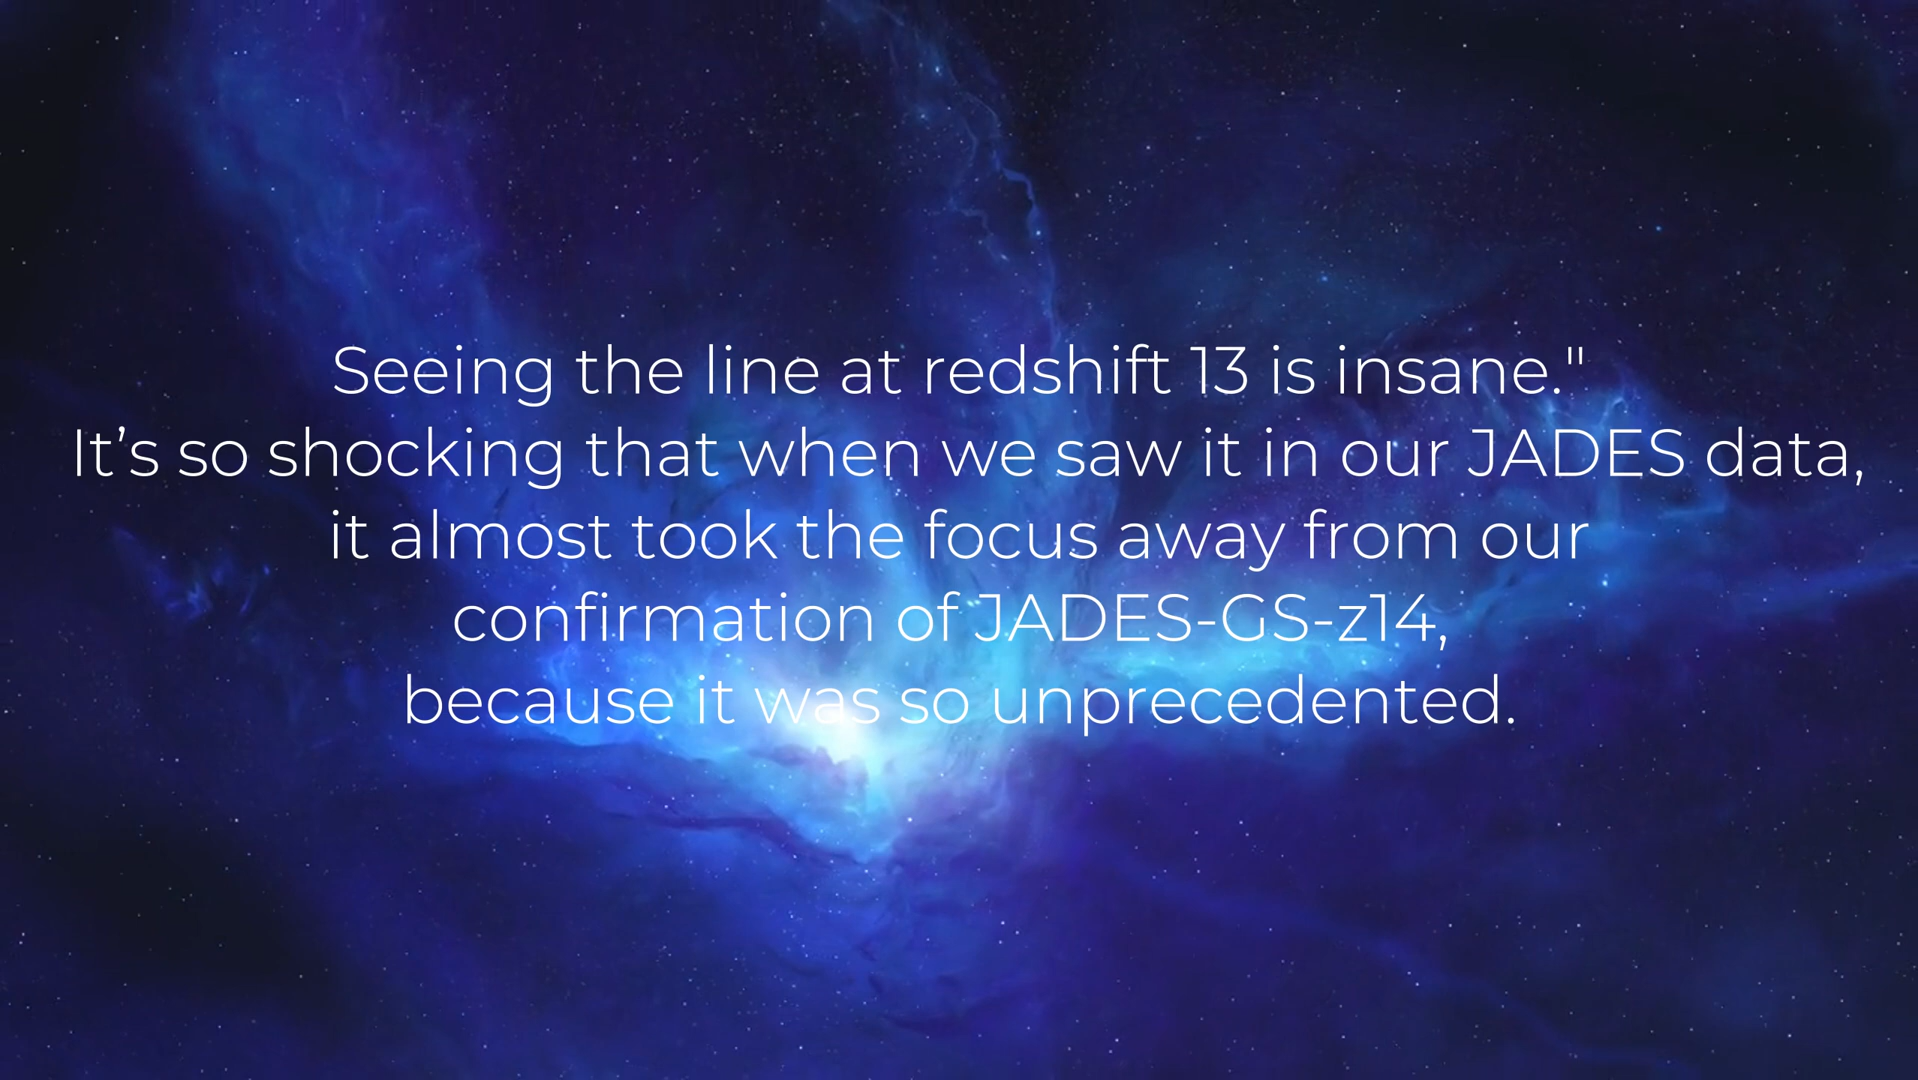 Seeing the line at redshift 13 is insane."
It’s so shocking that when we saw it in our JADES data,
it almost took the focus away from our
confirmation of JADES-GS-z14,
because it was so unprecedented.